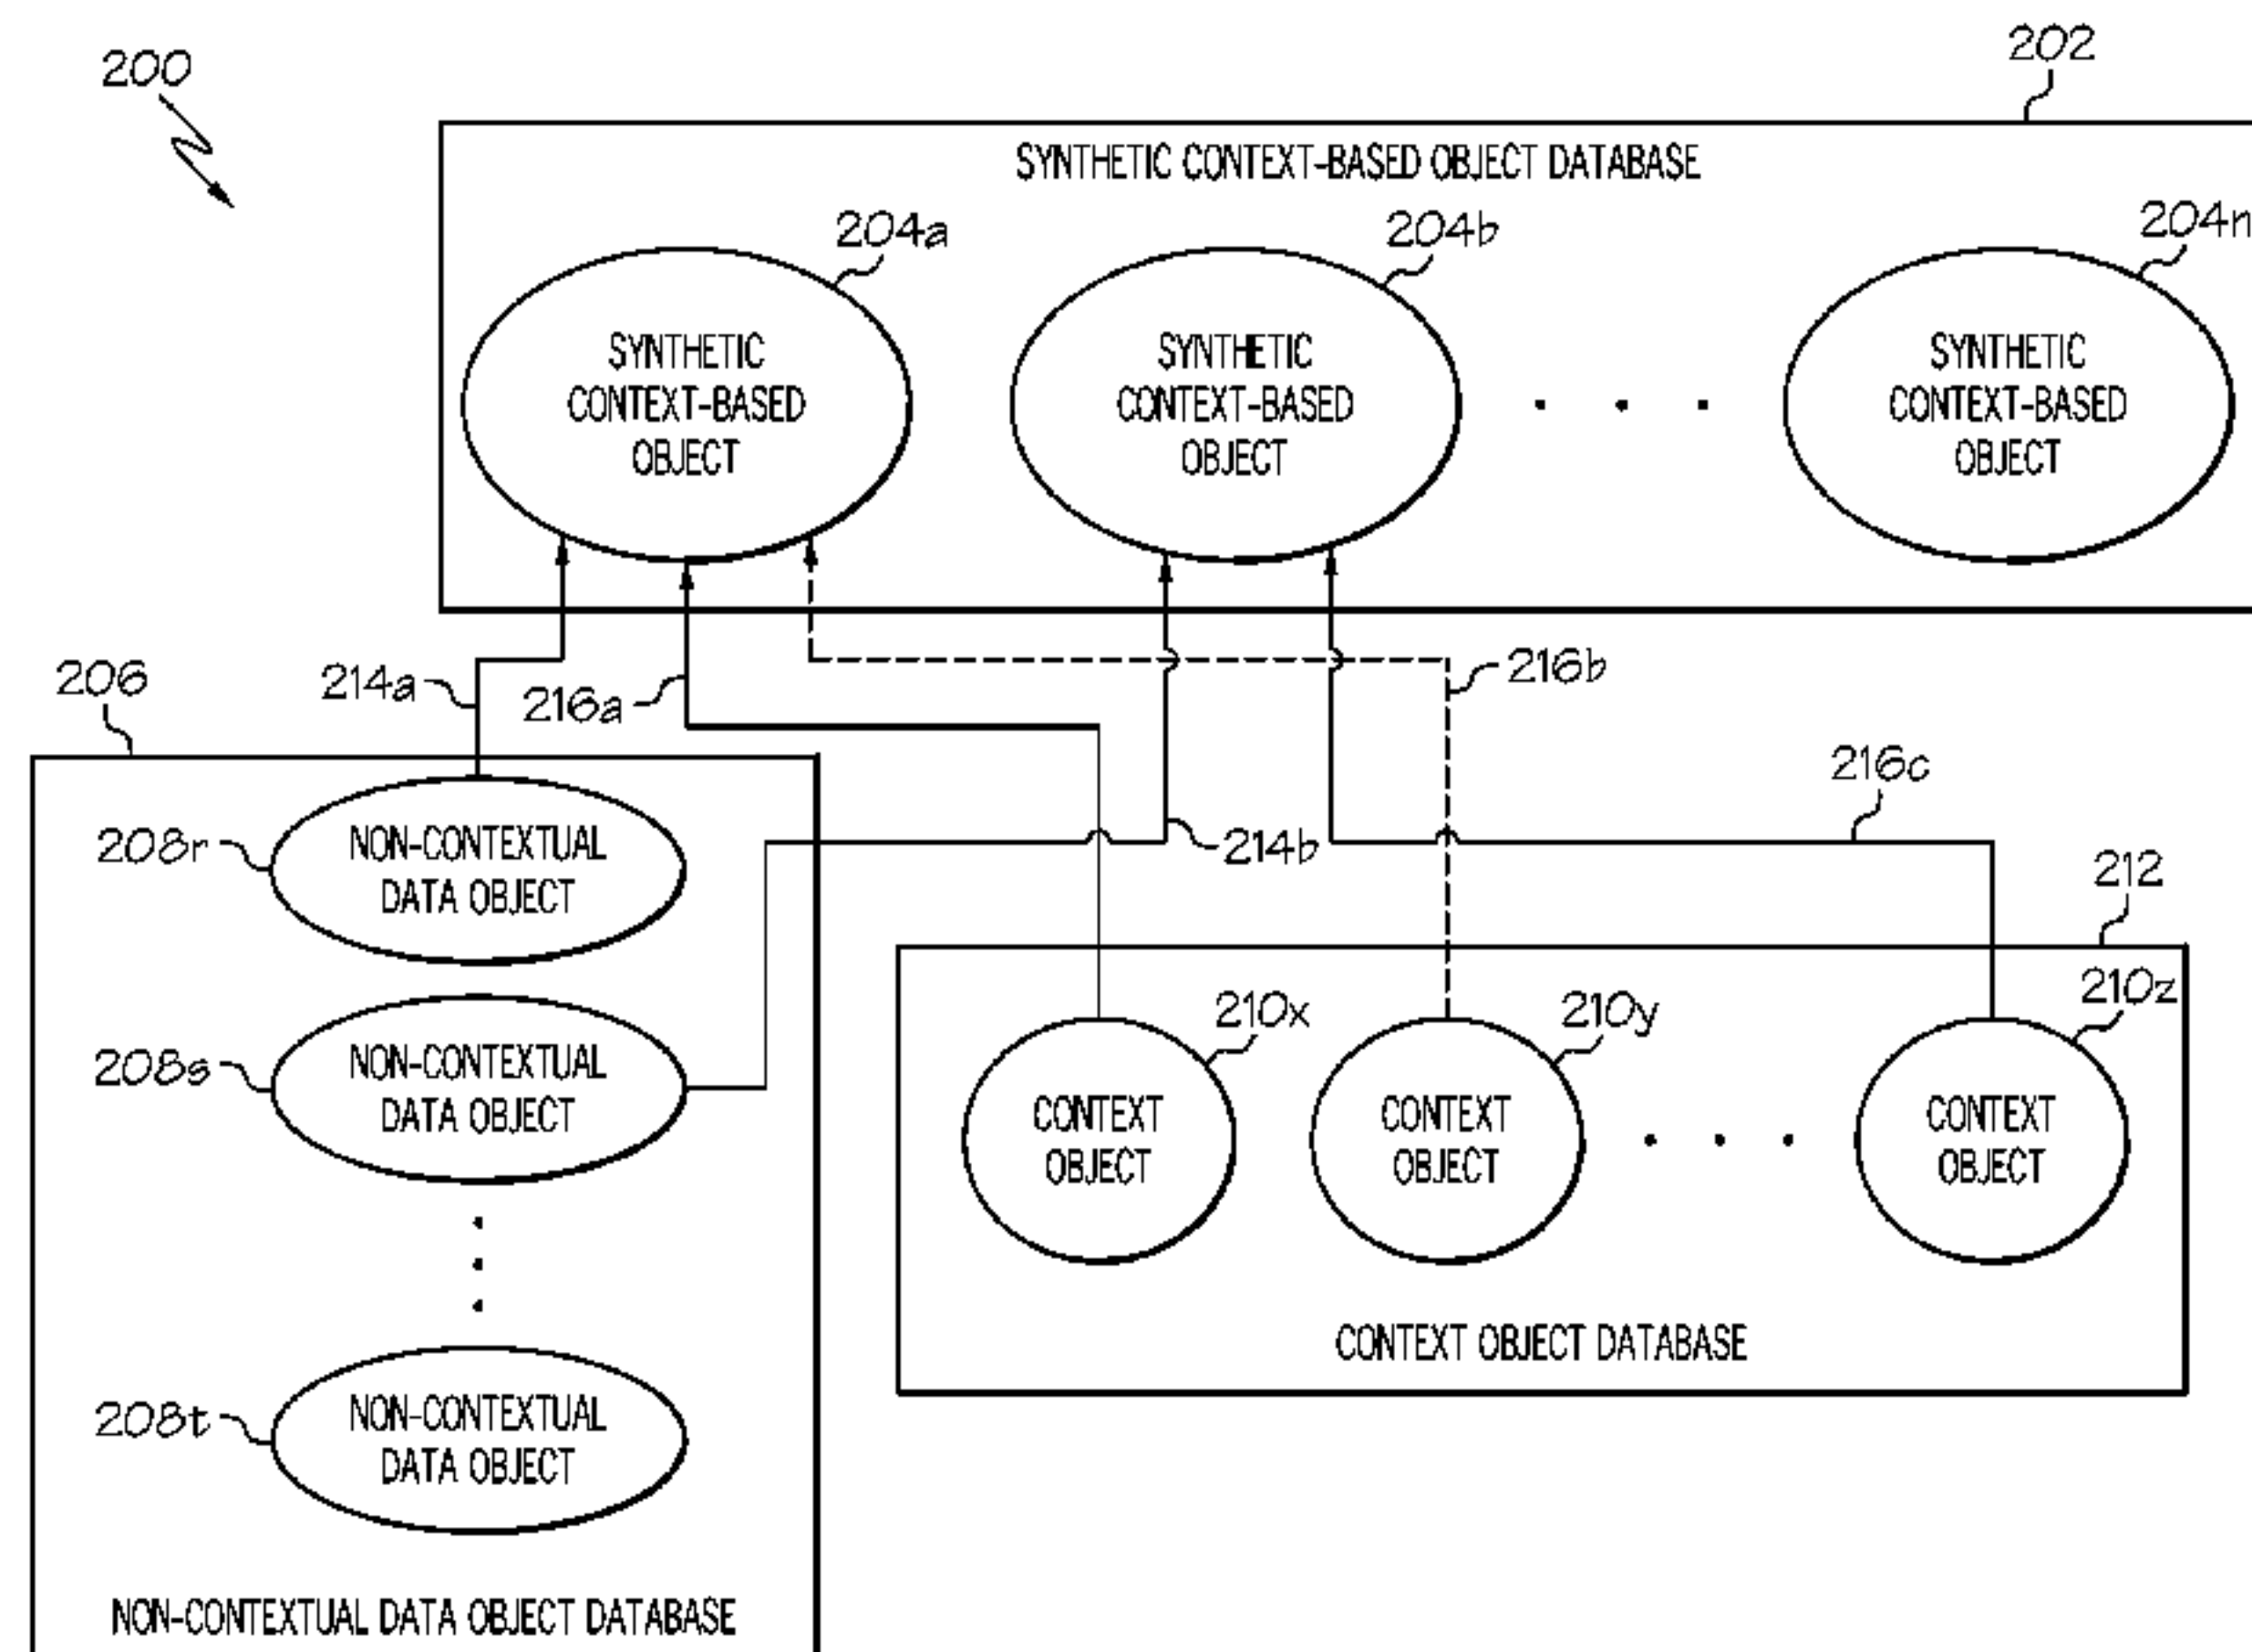 200
202
SYNTHETIC CONTEXT-BASED OBJECT DATABASE
204a
204b
204n
SYNTHETIC
CONTEXT-BASED
OBJECT
SYNTHETIC
CONTEXT-BASED
OBJECT
SYNTHETIC
CONTEXT-BASED
OBJECT
206
214a
216a
216b
216c
214b
212
208r
NON-CONTEXTUAL
DATA OBJECT
208s
NON-CONTEXTUAL
DATA OBJECT
208t
NON-CONTEXTUAL
DATA OBJECT
NON-CONTEXTUAL DATA OBJECT DATABASE
210x
210y
210z
CONTEXT
OBJECT
CONTEXT
OBJECT
CONTEXT
OBJECT
CONTEXT OBJECT DATABASE